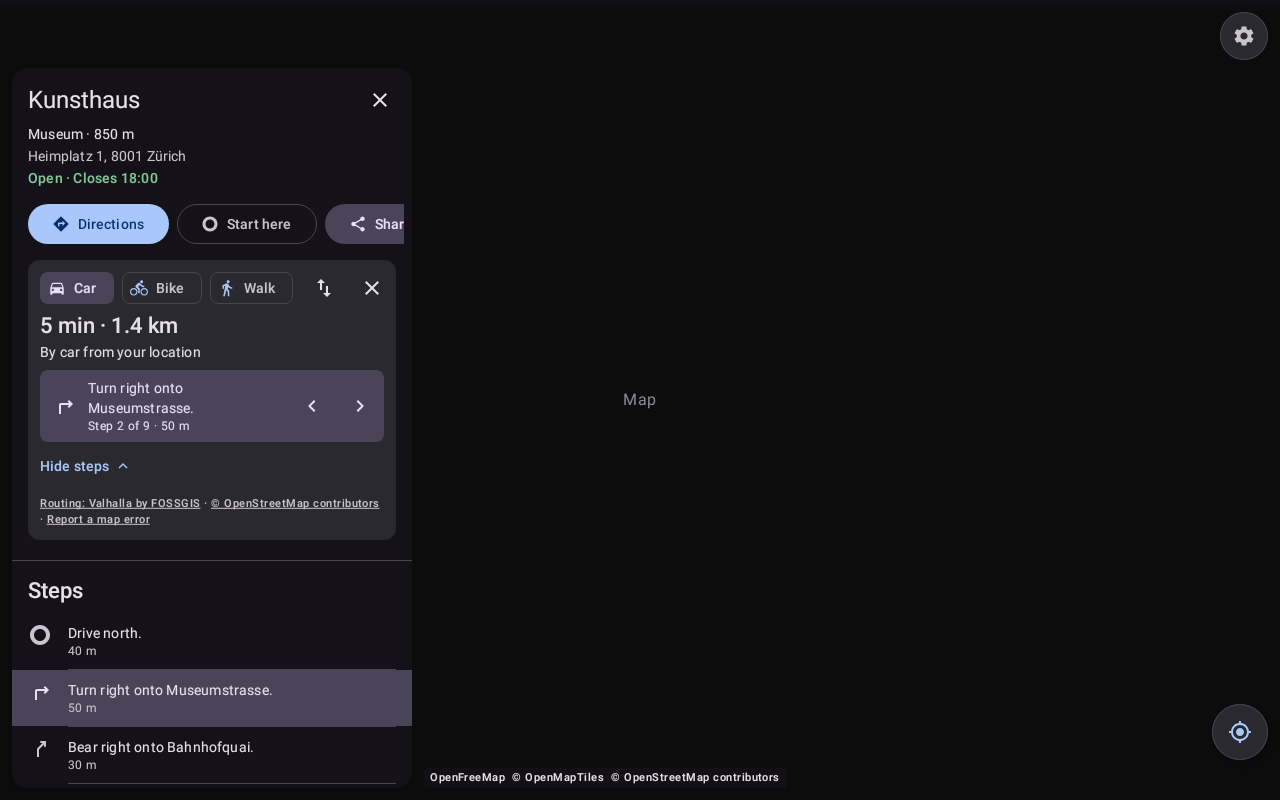 Kunsthaus
Museum · 850 m
Heimplatz 1, 8001 Zürich
Open · Closes 18:00
Directions
Start here
Shar
Car
Bike
Walk
5 min · 1.4 km
By car from your location
Turn right onto
Museumstrasse.
Step 2 of 9 · 50 m
Hide steps
Routing: Valhalla by FOSSGIS · © OpenStreetMap contributors
· Report a map error
Steps
Drive north.
40 m
Turn right onto Museumstrasse.
50 m
Bear right onto Bahnhofquai.
30 m
Map
OpenFreeMap © OpenMapTiles © OpenStreetMap contributors